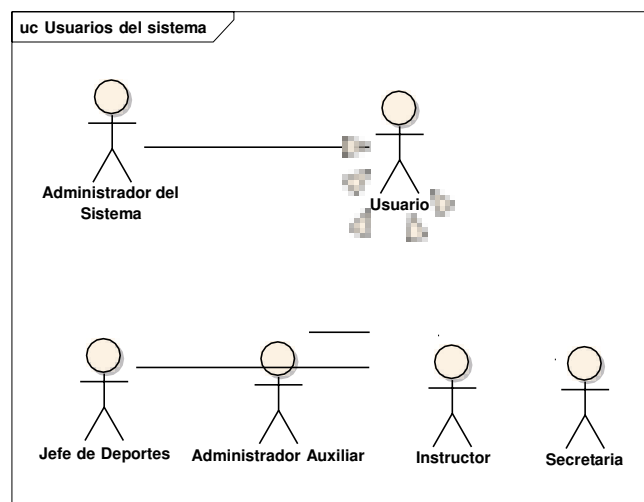 uc Usuarios del sistema
Administrador del
Sistema
Usuario
Jefe de Deportes
Administrador Auxiliar
Instructor
Secretaria